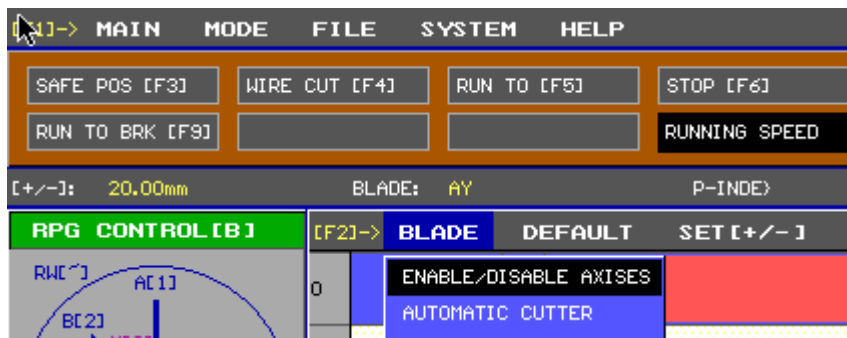 [F1]-> MAIN MODE FILE SYSTEM HELP
SAFE POS [F3] WIRE CUT [F4] RUN TO [F5] STOP [F6]
RUN TO BRK [F9] RUNNING SPEED
[+/-]: 20.00mm BLADE: AY P-INDE>
RPG CONTROL[B] [F2]-> BLADE DEFAULT SET[+/-]
RW[~] A[1] 0 ENABLE/DISABLE AXISES
B[2] AUTOMATIC CUTTER